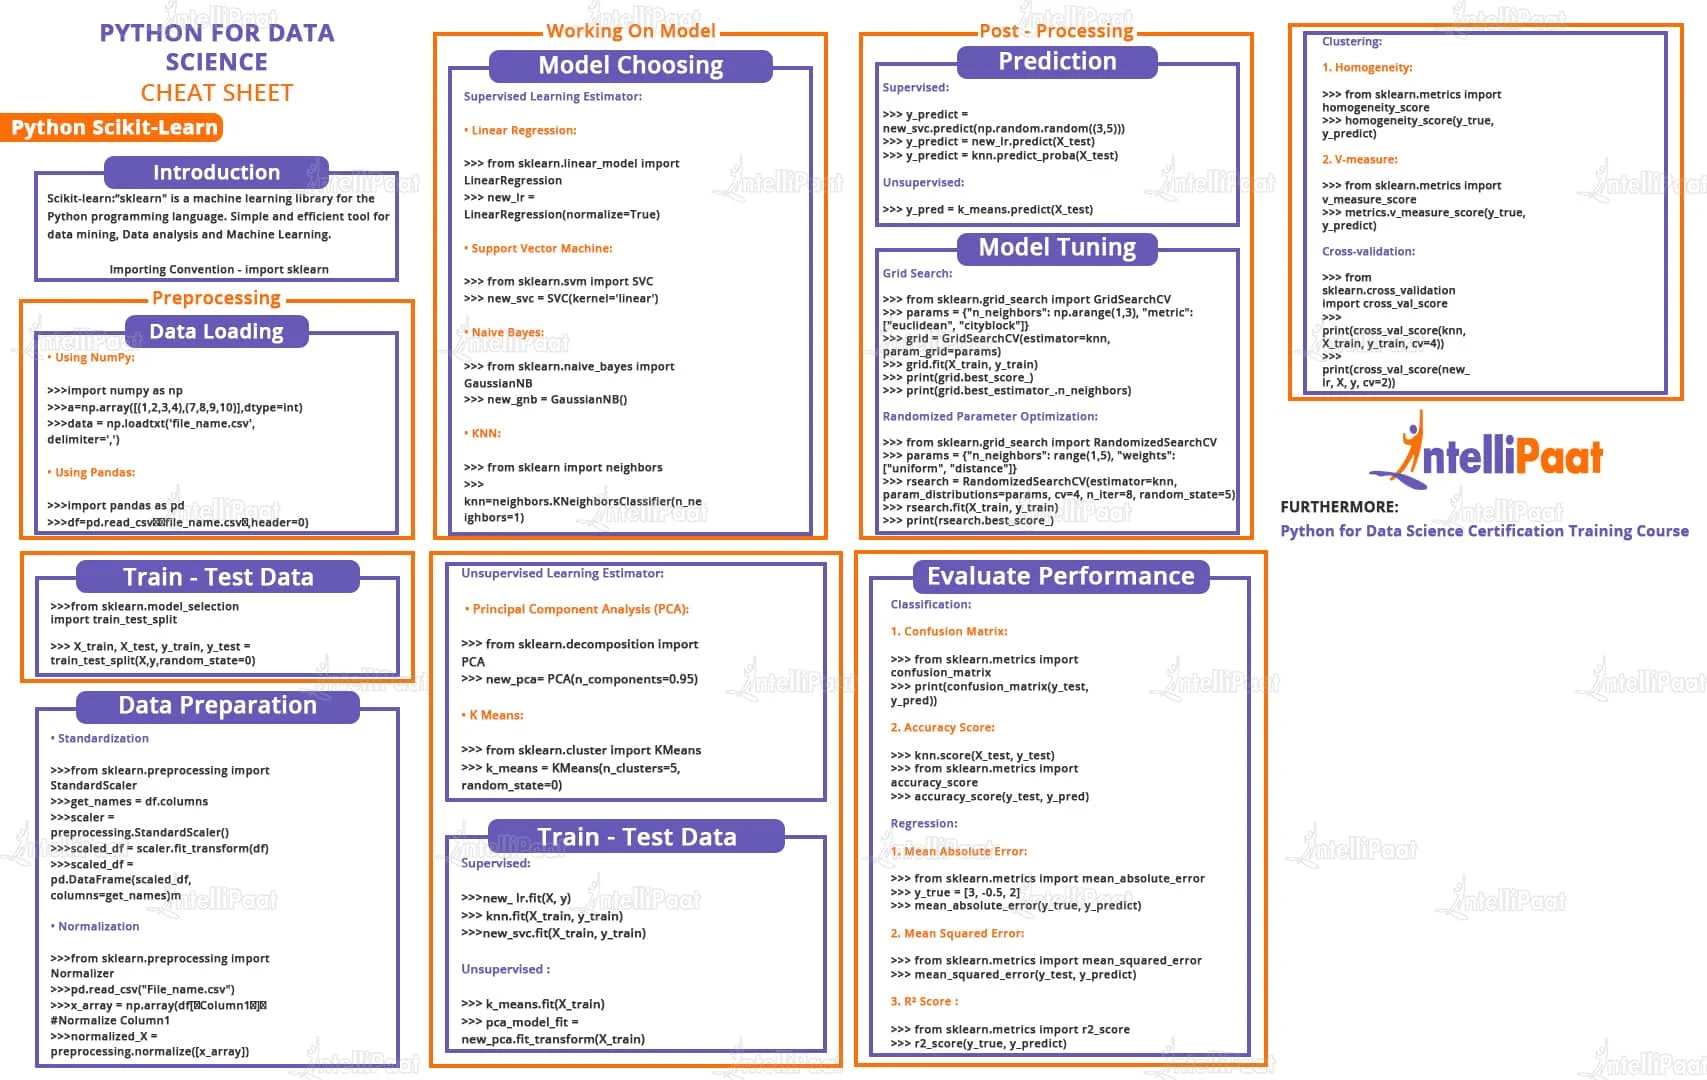 PYTHON FOR DATA
SCIENCE
CHEAT SHEET
Python Scikit-Learn
Introduction
Scikit-learn:"sklearn" is a machine learning library for the
Python programming language. Simple and efficient tool for
data mining, Data analysis and Machine Learning.
Importing Convention - import sklearn
Preprocessing
Data Loading
• Using NumPy:
>>>import numpy as np
>>>a=np.array([(1,2,3,4),(7,8,9,10)],dtype=int)
>>>data = np.loadtxt('file_name.csv',
delimiter=',')
• Using Pandas:
>>>import pandas as pd
>>>df=pd.read_csv file_name.csv ,header=0)
Train - Test Data
>>>from sklearn.model_selection
import train_test_split
>>> X_train, X_test, y_train, y_test =
train_test_split(X,y,random_state=0)
Data Preparation
• Standardization
>>>from sklearn.preprocessing import
StandardScaler
>>>get_names = df.columns
>>>scaler =
preprocessing.StandardScaler()
>>>scaled_df = scaler.fit_transform(df)
>>>scaled_df =
pd.DataFrame(scaled_df,
columns=get_names)m
• Normalization
>>>from sklearn.preprocessing import
Normalizer
>>>pd.read_csv("File_name.csv")
>>>x_array = np.array(df[ Column1 ]
#Normalize Column1
>>>normalized_X =
preprocessing.normalize([x_array])
Working On Model
Model Choosing
Supervised Learning Estimator:
• Linear Regression:
>>> from sklearn.linear_model import
LinearRegression
>>> new_lr =
LinearRegression(normalize=True)
• Support Vector Machine:
>>> from sklearn.svm import SVC
>>> new_svc = SVC(kernel='linear')
• Naive Bayes:
>>> from sklearn.naive_bayes import
GaussianNB
>>> new_gnb = GaussianNB()
• KNN:
>>> from sklearn import neighbors
>>>
knn=neighbors.KNeighborsClassifier(n_ne
ighbors=1)
Unsupervised Learning Estimator:
• Principal Component Analysis (PCA):
>>> from sklearn.decomposition import
PCA
>>> new_pca= PCA(n_components=0.95)
• K Means:
>>> from sklearn.cluster import KMeans
>>> k_means = KMeans(n_clusters=5,
random_state=0)
Train - Test Data
Supervised:
>>>new_ lr.fit(X, y)
>>> knn.fit(X_train, y_train)
>>>new_svc.fit(X_train, y_train)
Unsupervised :
>>> k_means.fit(X_train)
>>> pca_model_fit =
new_pca.fit_transform(X_train)
Post - Processing
Prediction
Supervised:
>>> y_predict =
new_svc.predict(np.random.random((3,5)))
>>> y_predict = new_lr.predict(X_test)
>>> y_predict = knn.predict_proba(X_test)
Unsupervised:
>>> y_pred = k_means.predict(X_test)
Model Tuning
Grid Search:
>>> from sklearn.grid_search import GridSearchCV
>>> params = {"n_neighbors": np.arange(1,3), "metric":
["euclidean", "cityblock"]}
>>> grid = GridSearchCV(estimator=knn,
param_grid=params)
>>> grid.fit(X_train, y_train)
>>> print(grid.best_score_)
>>> print(grid.best_estimator_.n_neighbors)
Randomized Parameter Optimization:
>>> from sklearn.grid_search import RandomizedSearchCV
>>> params = {"n_neighbors": range(1,5), "weights":
["uniform", "distance"]}
>>> rsearch = RandomizedSearchCV(estimator=knn,
param_distributions=params, cv=4, n_iter=8, random_state=5)
>>> rsearch.fit(X_train, y_train)
>>> print(rsearch.best_score_)
Evaluate Performance
Classification:
1. Confusion Matrix:
>>> from sklearn.metrics import
confusion_matrix
>>> print(confusion_matrix(y_test,
y_pred))
2. Accuracy Score:
>>> knn.score(X_test, y_test)
>>> from sklearn.metrics import
accuracy_score
>>> accuracy_score(y_test, y_pred)
Regression:
1. Mean Absolute Error:
>>> from sklearn.metrics import mean_absolute_error
>>> y_true = [3, -0.5, 2]
>>> mean_absolute_error(y_true, y_predict)
2. Mean Squared Error:
>>> from sklearn.metrics import mean_squared_error
>>> mean_squared_error(y_test, y_predict)
3. R² Score :
>>> from sklearn.metrics import r2_score
>>> r2_score(y_true, y_predict)
Clustering:
1. Homogeneity:
>>> from sklearn.metrics import
homogeneity_score
>>> homogeneity_score(y_true,
y_predict)
2. V-measure:
>>> from sklearn.metrics import
v_measure_score
>>> metrics.v_measure_score(y_true,
y_predict)
Cross-validation:
>>> from
sklearn.cross_validation
import cross_val_score
>>>
print(cross_val_score(knn,
X_train, y_train, cv=4))
>>>
print(cross_val_score(new_
lr, X, y, cv=2))
IntelliPaat
FURTHERMORE:
Python for Data Science Certification Training Course